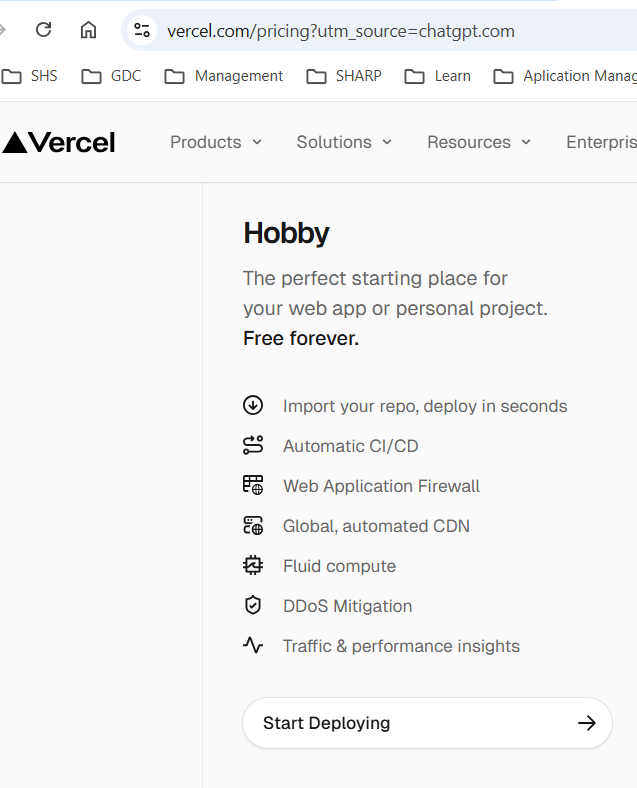 vercel.com/pricing?utm_source=chatgpt.com
SHS GDC Management SHARP Learn Aplication Manag
Vercel Products Solutions Resources Enterpris
Hobby
The perfect starting place for
your web app or personal project.
Free forever.
Import your repo, deploy in seconds
Automatic CI/CD
Web Application Firewall
Global, automated CDN
Fluid compute
DDoS Mitigation
Traffic & performance insights
Start Deploying